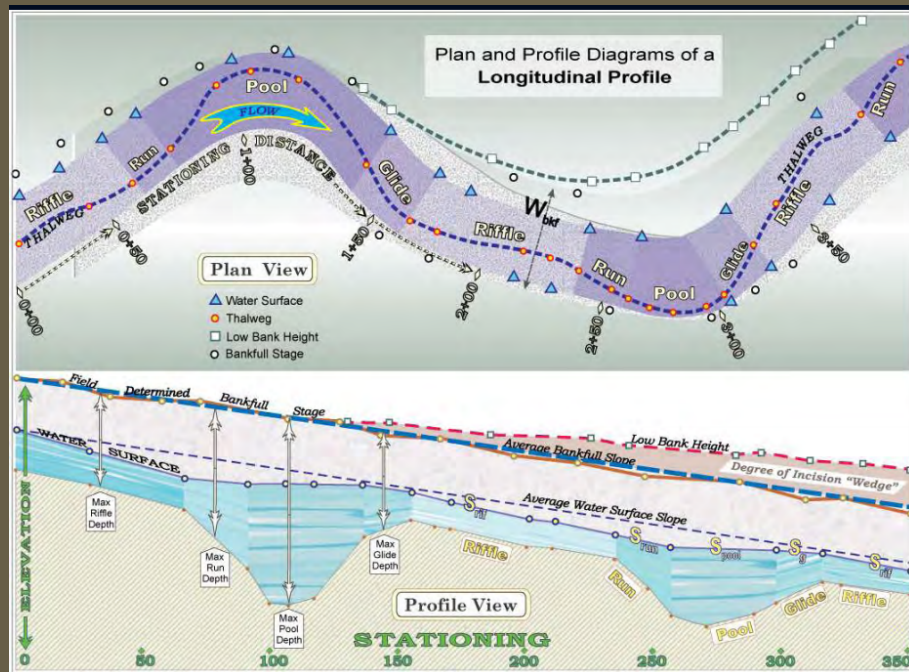 Plan and Profile Diagrams of a
Longitudinal Profile
Pool
FLOW
Run
Riffle
THALWEG
STATIONING DISTANCE
Glide
Riffle
W bkf
Run
Pool
Glide
Riffle
THALWEG
Run
0+00
0+50
1+00
1+50
2+00
2+50
3+00
3+50
Plan View
Water Surface
Thalweg
Low Bank Height
Bankfull Stage
Field Determined Bankfull Stage
WATER SURFACE
Average Bankfull Slope
Low Bank Height
Degree of Incision "Wedge"
Average Water Surface Slope
S rif
S run
S pool
S g
S rif
Max
Riffle
Depth
Max
Run
Depth
Max
Pool
Depth
Max
Glide
Depth
Riffle
Run
Pool
Glide
Riffle
ELEVATION
Profile View
STATIONING
0 50 100 150 200 250 300 350